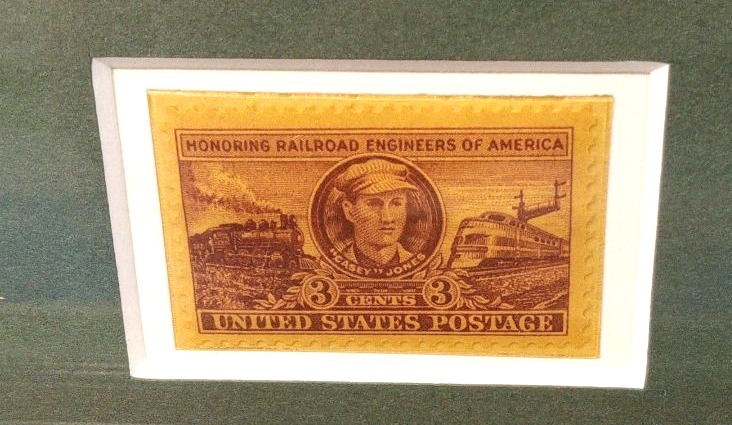 HONORING RAILROAD ENGINEERS OF AMERICA
"CASEY" JONES
3 CENTS 3
UNITED STATES POSTAGE